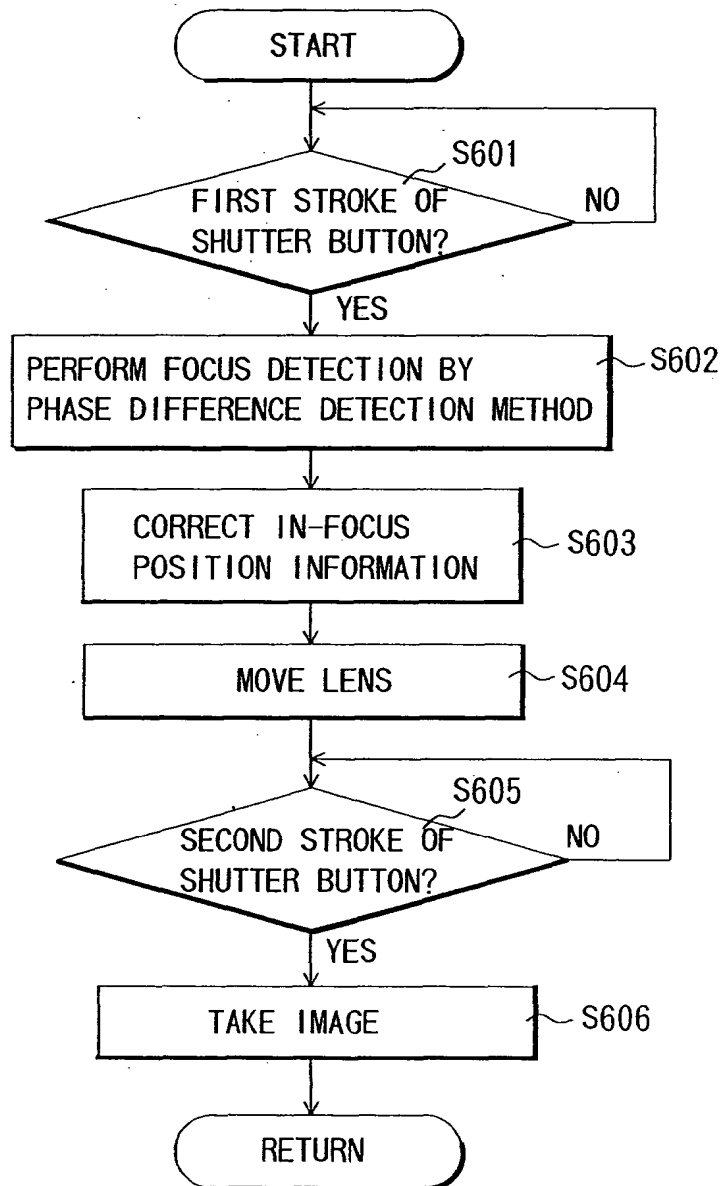 START
S601
FIRST STROKE OF
SHUTTER BUTTON?
NO
YES
PERFORM FOCUS DETECTION BY
PHASE DIFFERENCE DETECTION METHOD
S602
CORRECT IN-FOCUS
POSITION INFORMATION
S603
MOVE LENS
S604
S605
SECOND STROKE OF
SHUTTER BUTTON?
NO
YES
TAKE IMAGE
S606
RETURN